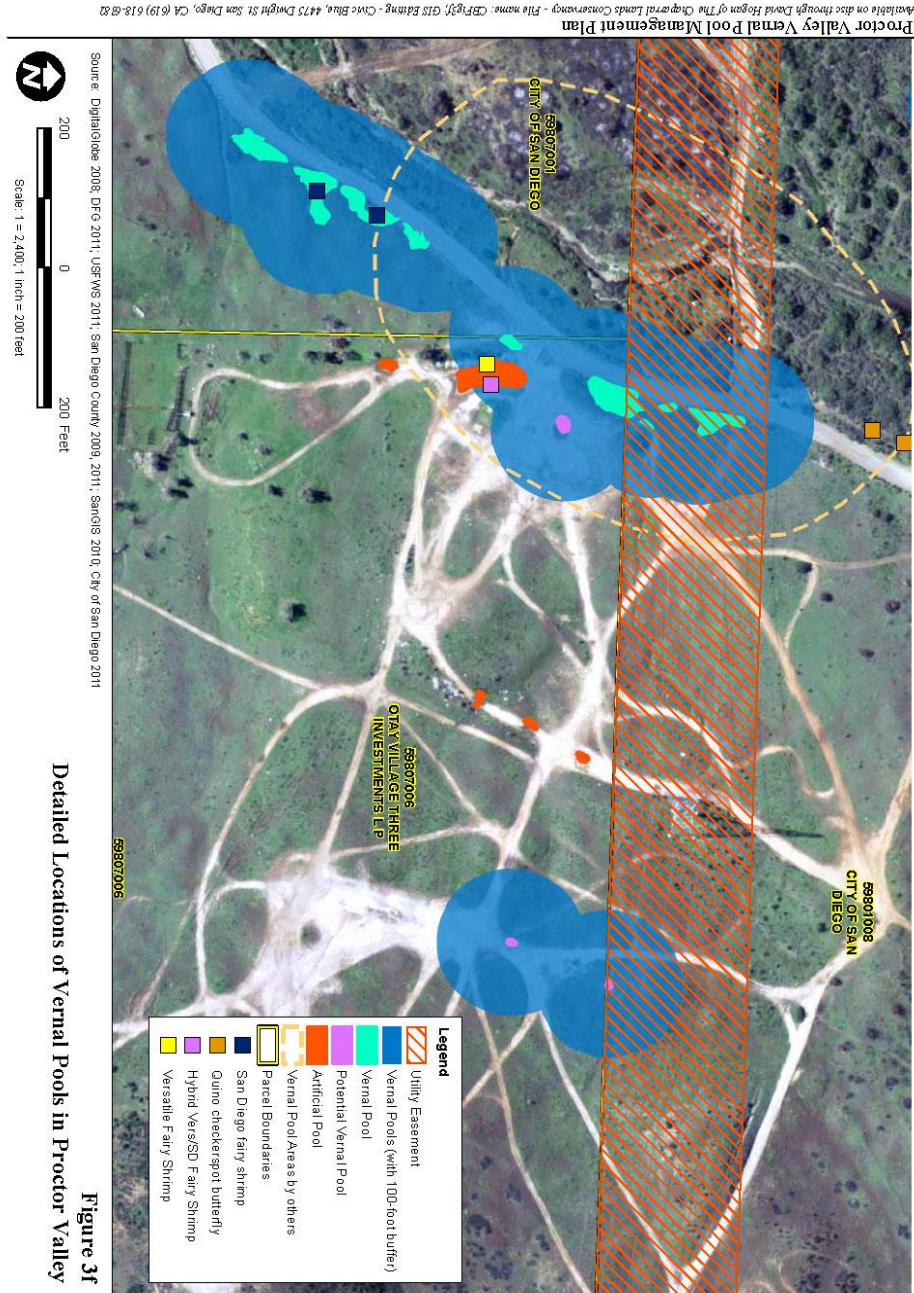 Proctor Valley Vernal Pool Management Plan
Available on disc through David Hogan of The Chaparral Lands Conservancy - File name: CBFig3f; GIS Editing - Civic Blue, 4475 Dwight St. San Diego, CA (619) 618-6382
59807001
CITY OF SAN DIEGO
59801008
CITY OF SAN
DIEGO
59807006
OTAY VILLAGE THREE
INVESTMENTS L P
59807006
Legend
Utility Easement
Vernal Pools (with 100-foot buffer)
Vernal Pool
Potential Vernal Pool
Artificial Pool
Vernal Pool Areas by others
Parcel Boundaries
San Diego fairy shrimp
Quino checkerspot butterfly
Hybrid Vers/SD Fairy Shrimp
Versatile Fairy Shrimp
Source: DigitalGlobe 2008; DFG 2011; USFWS 2011; San Diego County 2009, 2011; SanGIS 2010; City of San Diego 2011
N
200 0 200 Feet
Scale: 1 = 2,400; 1 inch = 200 feet
Figure 3f
Detailed Locations of Vernal Pools in Proctor Valley